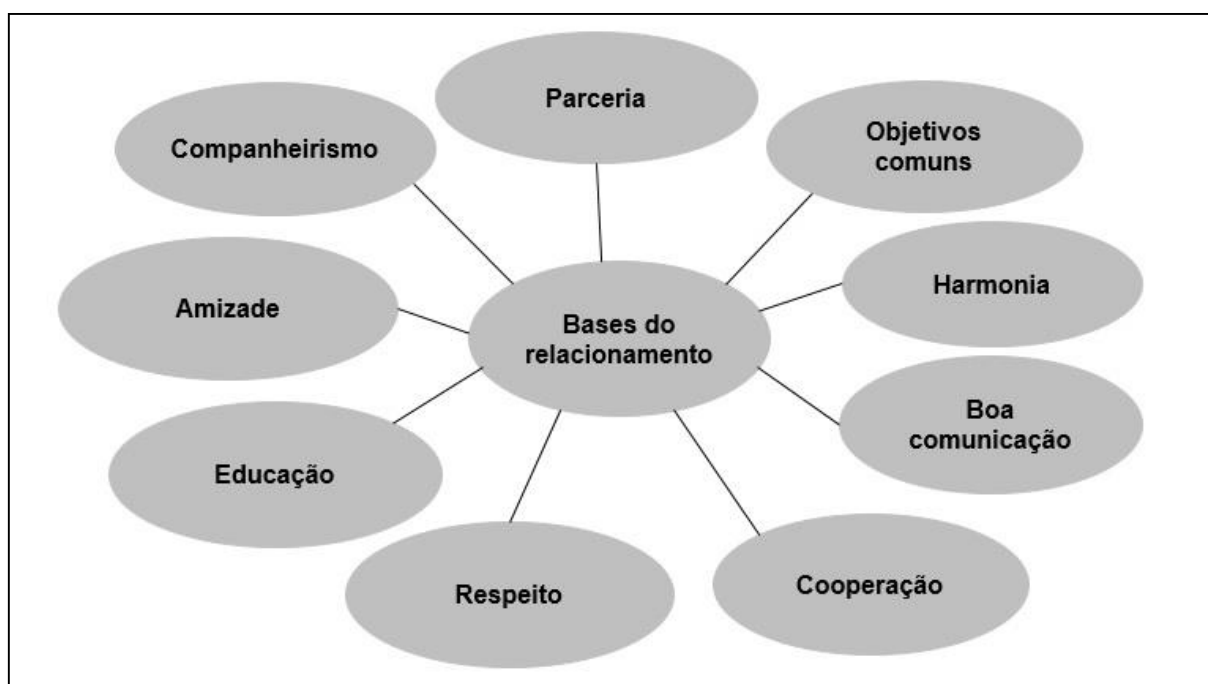 Parceria
Companheirismo
Objetivos
comuns
Amizade
Harmonia
Bases do
relacionamento
Boa
comunicação
Educação
Respeito
Cooperação